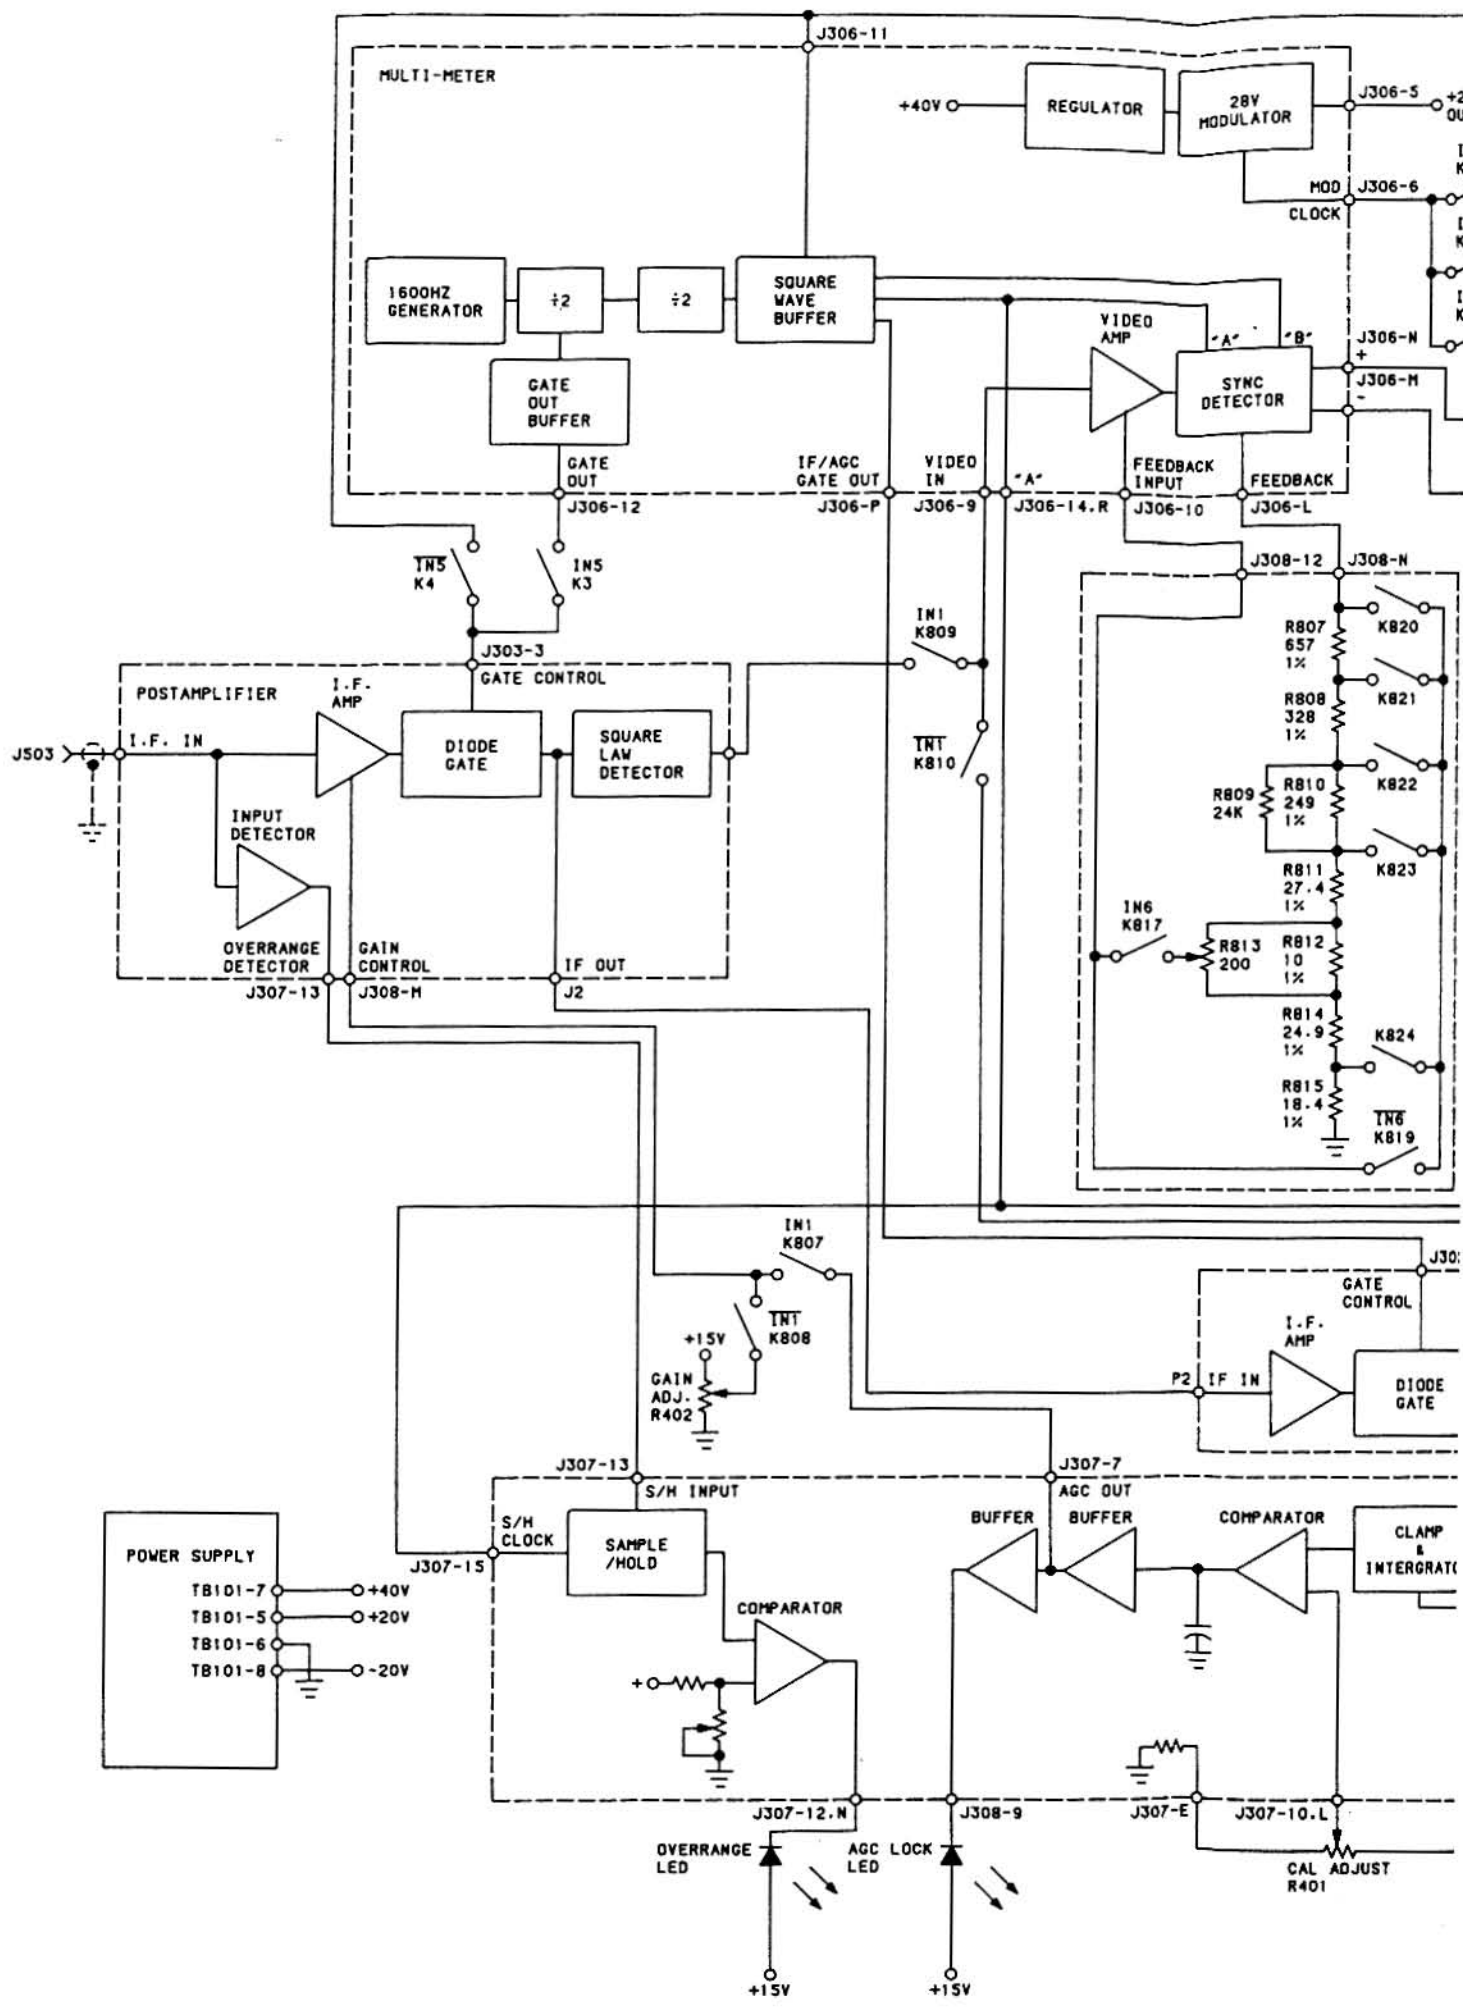 J306-11
MULTI-METER
+40V
REGULATOR
28V
MODULATOR
J306-5
MOD
CLOCK
J306-6
1600HZ
GENERATOR
÷2
÷2
SQUARE
WAVE
BUFFER
GATE
OUT
BUFFER
VIDEO
AMP
"A"
"B"
SYNC
DETECTOR
J306-N
+
J306-M
-
GATE
OUT
J306-12
IF/AGC
GATE OUT
J306-P
VIDEO
IN
J306-9
"A"
J306-14.R
FEEDBACK
INPUT
J306-10
FEEDBACK
J306-L
IN5
K4
IN5
K3
J308-12
J308-N
IN1
K809
R807
657
1%
K820
K821
R808
328
1%
J303-3
GATE CONTROL
POSTAMPLIFIER
I.F.
AMP
J503
I.F. IN
DIODE
GATE
SQUARE
LAW
DETECTOR
IN1
K810
K822
R809
24K
R810
249
1%
K823
INPUT
DETECTOR
R811
27.4
1%
IN6
K817
R813
200
R812
10
1%
OVERRANGE
DETECTOR
J307-13
GAIN
CONTROL
J308-M
IF OUT
J2
R814
24.9
1%
K824
R815
18.4
1%
IN6
K819
IN1
K807
IN1
K808
+15V
GAIN
ADJ.
R402
GATE
CONTROL
I.F.
AMP
P2
IF IN
DIODE
GATE
J307-13
S/H INPUT
J307-7
AGC OUT
S/H
CLOCK
J307-15
SAMPLE
/HOLD
BUFFER
BUFFER
COMPARATOR
CLAMP
&
POWER SUPPLY
TB101-7
+40V
TB101-5
+20V
TB101-6
TB101-8
-20V
COMPARATOR
+
J307-12.N
J308-9
J307-E
J307-10.L
OVERRANGE
LED
AGC LOCK
LED
CAL ADJUST
R401
+15V
+15V